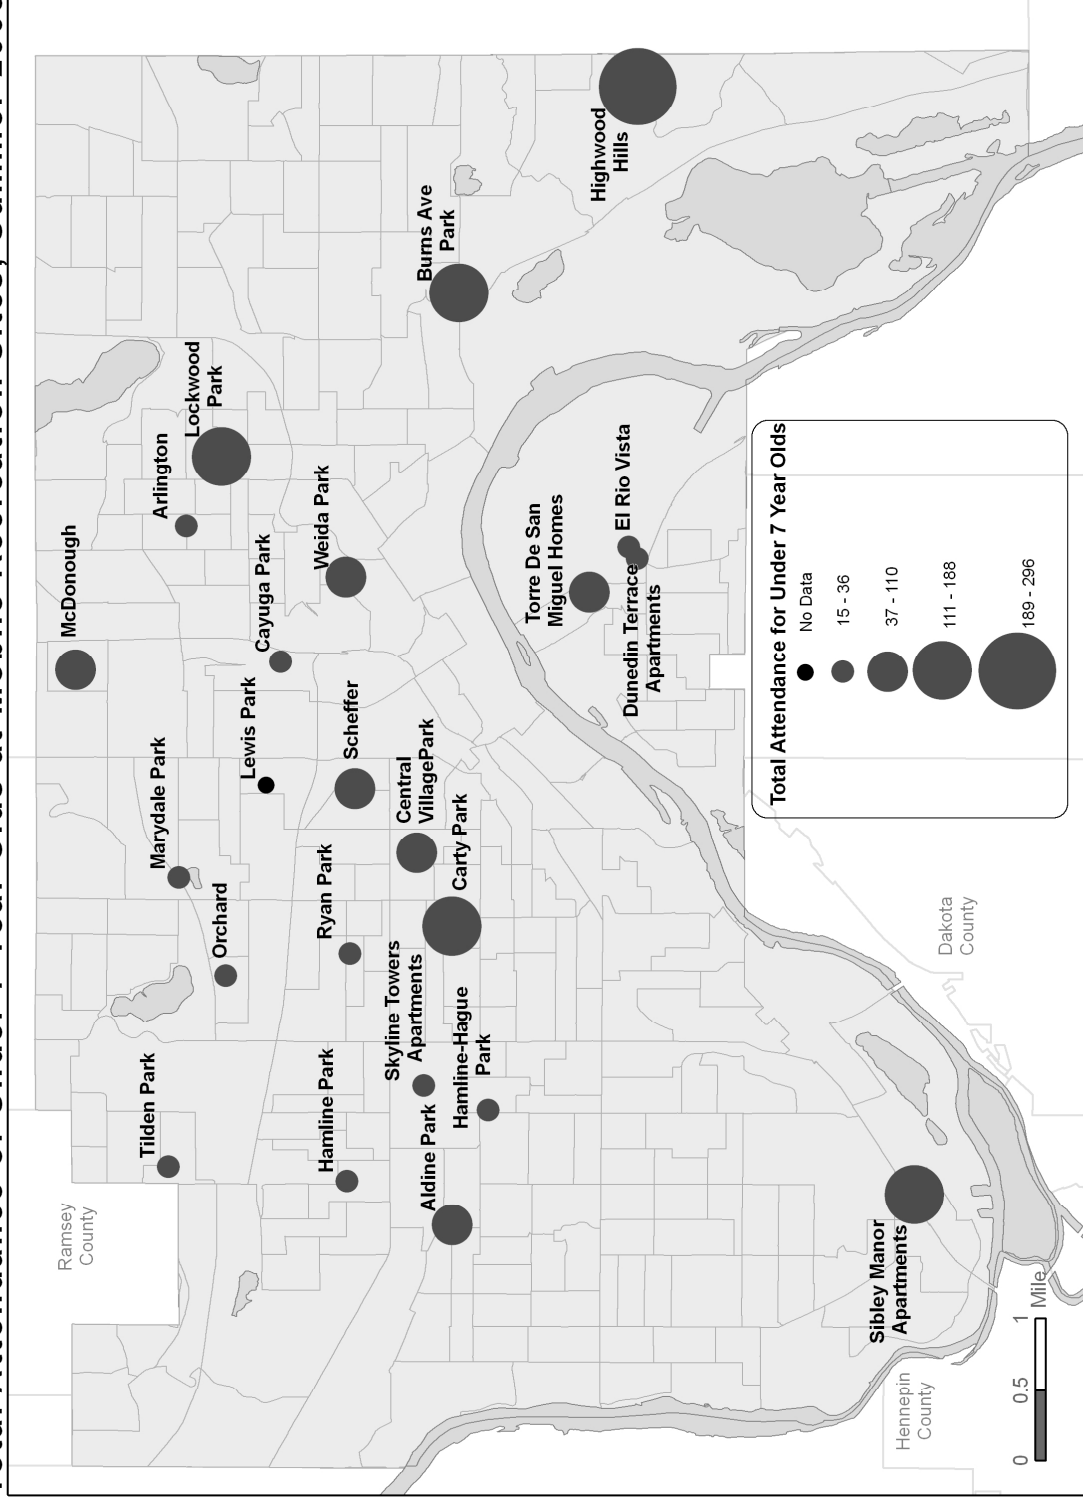 Ramsey
County
Tilden Park
Orchard
Marydale Park
Lewis Park
McDonough
Cayuga Park
Arlington
Lockwood
Park
Weida Park
Scheffer
Ryan Park
Hamline Park
Central
VillagePark
Carty Park
Skyline Towers
Apartments
Hamline-Hague
Park
Aldine Park
Burns Ave
Park
Highwood
Hills
Torre De San
Miguel Homes
El Rio Vista
Dunedin Terrace
Apartments
Sibley Manor
Apartments
Hennepin
County
Dakota
County
Total Attendance for Under 7 Year Olds
No Data
15 - 36
37 - 110
111 - 188
189 - 296
0 0.5 1
Mile